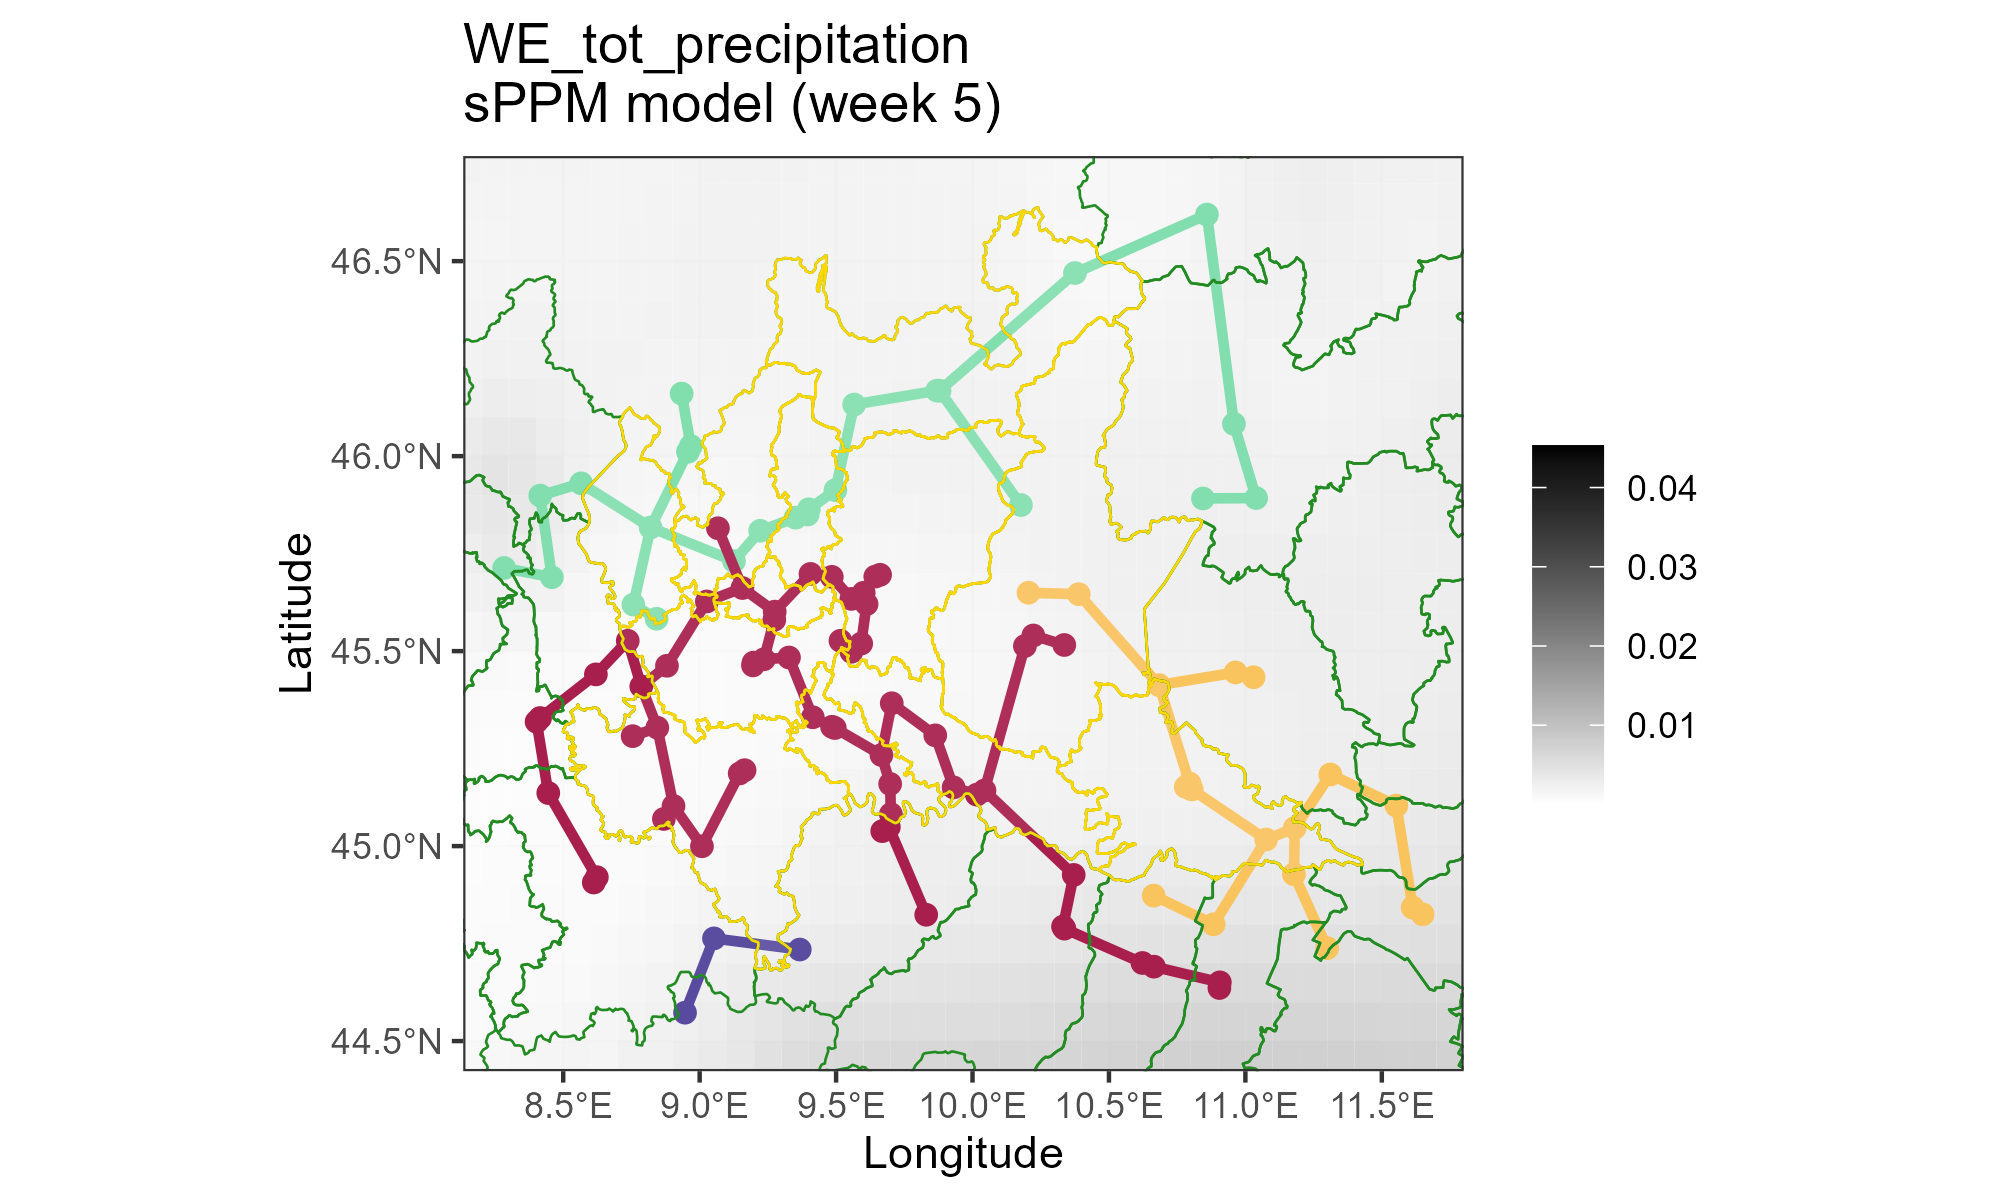 WE_tot_precipitation
sPPM model (week 5)
Latitude
46.5°N
46.0°N
45.5°N
45.0°N
44.5°N
8.5°E 9.0°E 9.5°E 10.0°E 10.5°E 11.0°E 11.5°E
Longitude
0.04
0.03
0.02
0.01